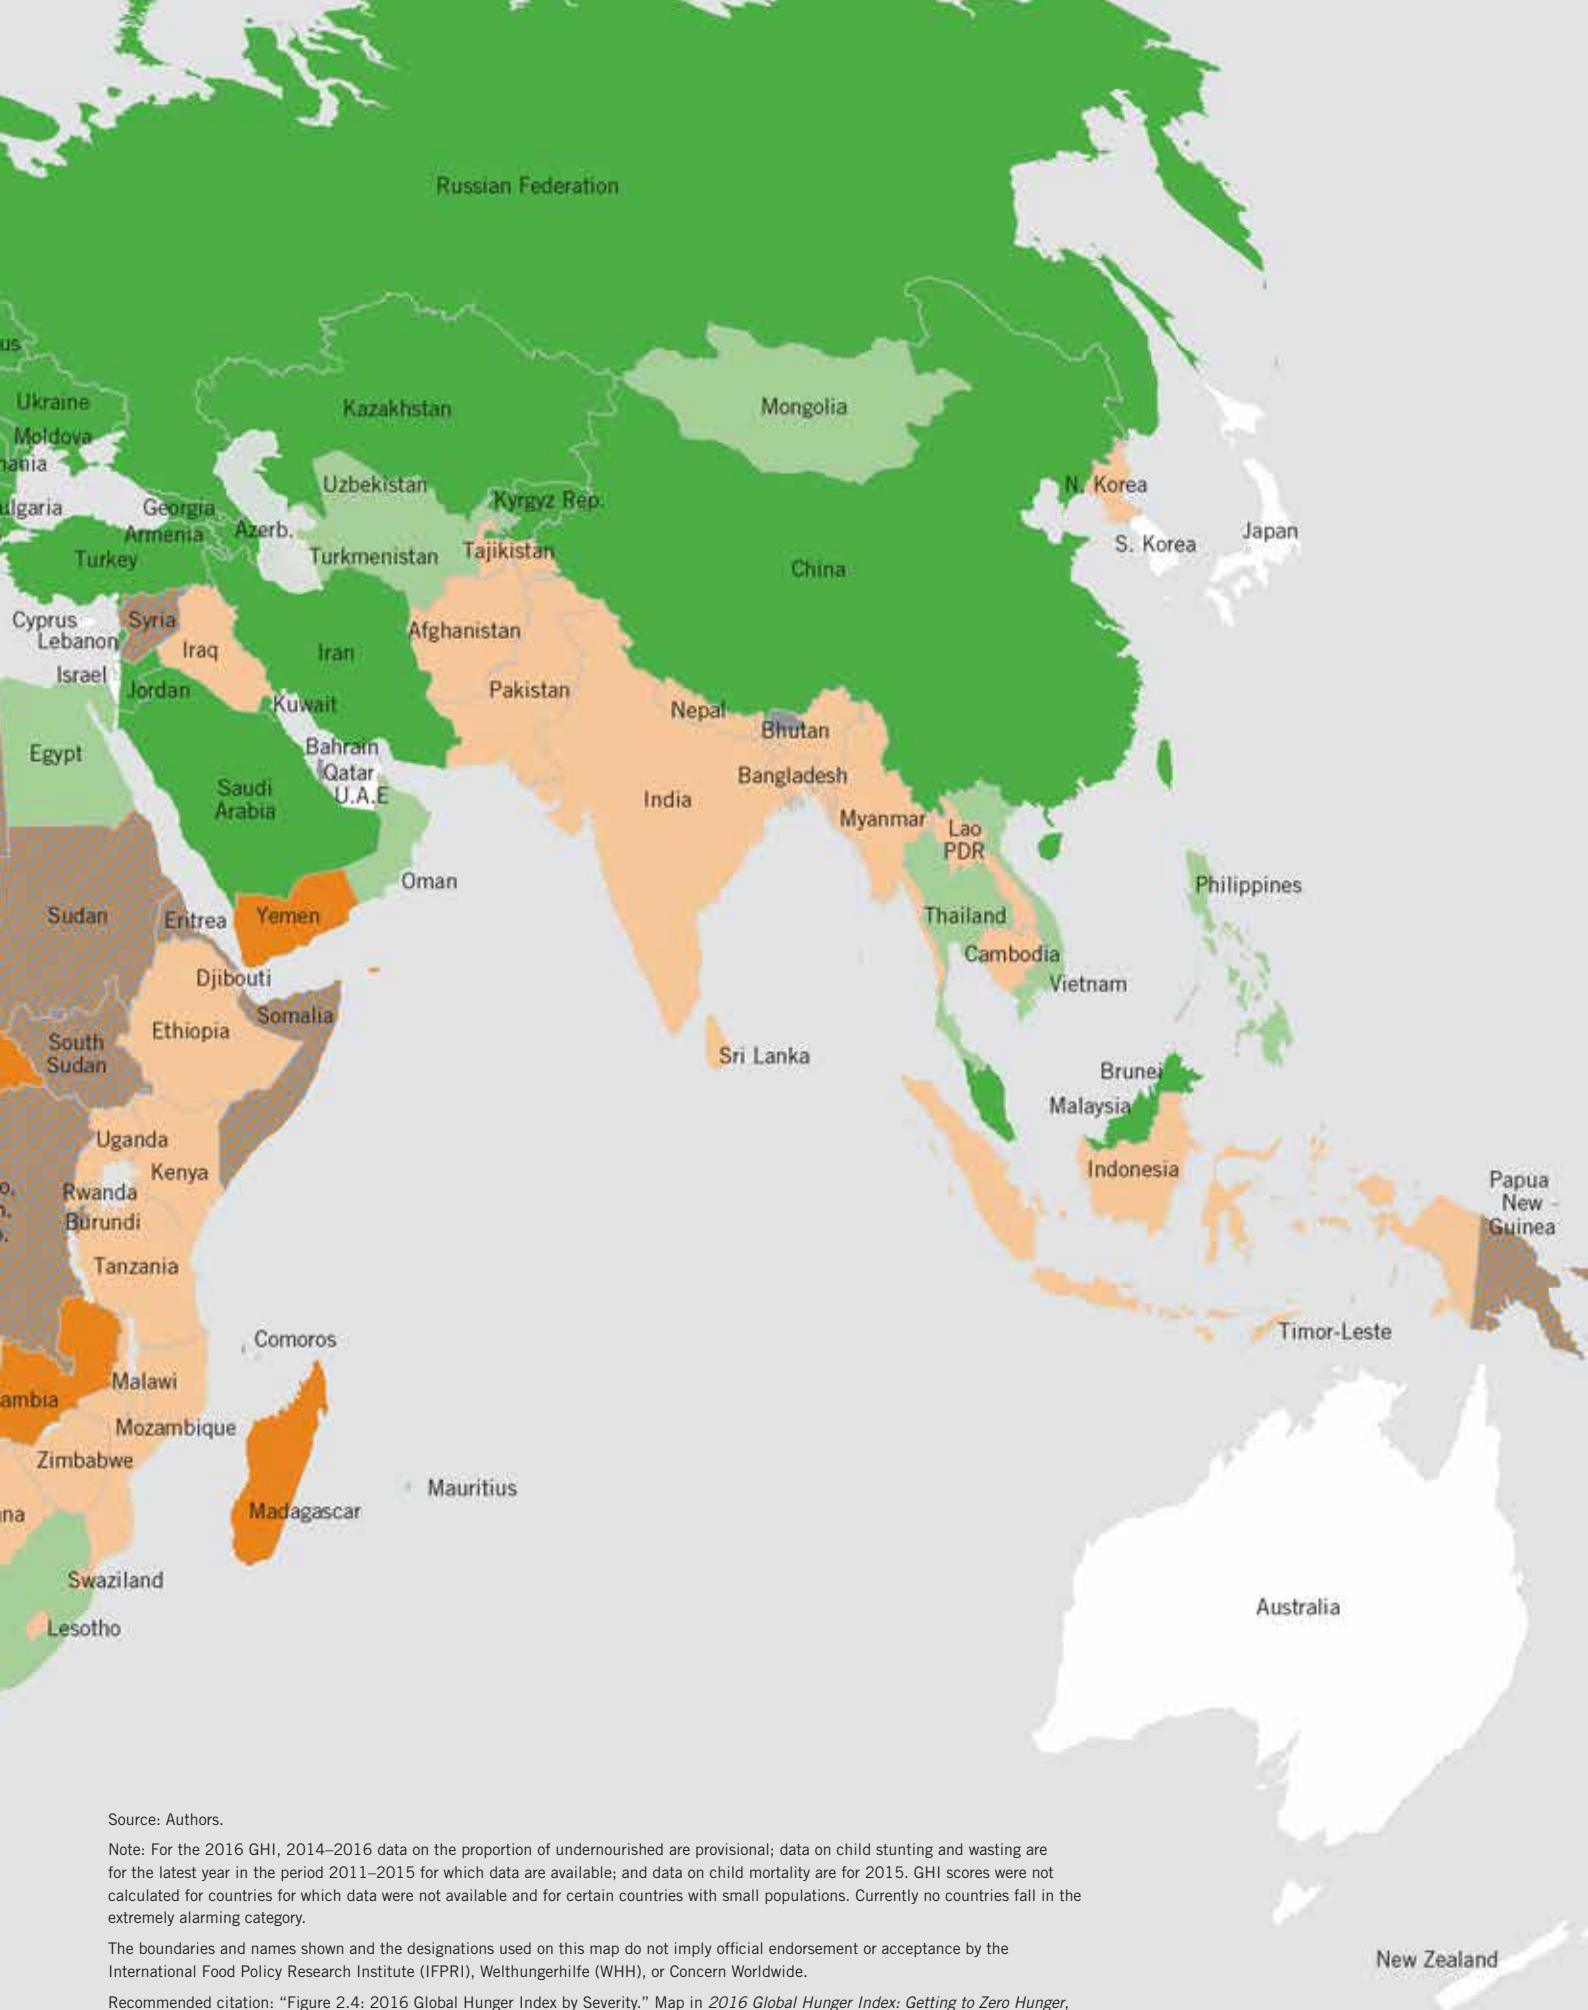 Russian Federation
us
Ukraine
Kazakhstan
Mongolia
Moldova
ania
Uzbekistan
N. Korea
Kyrgyz Rep.
ulgaria
Georgia
Azerb.
Armenia
Japan
S. Korea
Turkmenistan
Tajikistan
Turkey
China
Cyprus
Syria
Afghanistan
Lebanon
Iraq
Iran
Israel
Jordan
Pakistan
Kuwait
Nepal
Bhutan
Bahrain
Egypt
Qatar
Bangladesh
Saudi
Arabia
U.A.E
India
Myanmar
Lao
PDR
Oman
Philippines
Sudan
Eritrea
Yemen
Thailand
Cambodia
Djibouti
Vietnam
Somalia
Ethiopia
South
Sudan
Sri Lanka
Brunei
Malaysia
Uganda
Indonesia
Kenya
Papua
New
Guinea
o,
Rwanda
Burundi
Tanzania
Timor-Leste
Comoros
Malawi
ambia
Mozambique
Zimbabwe
Mauritius
Madagascar
na
Swaziland
Australia
Lesotho
Source: Authors.
Note: For the 2016 GHI, 2014–2016 data on the proportion of undernourished are provisional; data on child stunting and wasting are
for the latest year in the period 2011–2015 for which data are available; and data on child mortality are for 2015. GHI scores were not
calculated for countries for which data were not available and for certain countries with small populations. Currently no countries fall in the
extremely alarming category.
The boundaries and names shown and the designations used on this map do not imply official endorsement or acceptance by the
International Food Policy Research Institute (IFPRI), Welthungerhilfe (WHH), or Concern Worldwide.
New Zealand
Recommended citation: “Figure 2.4: 2016 Global Hunger Index by Severity.” Map in 2016 Global Hunger Index: Getting to Zero Hunger,